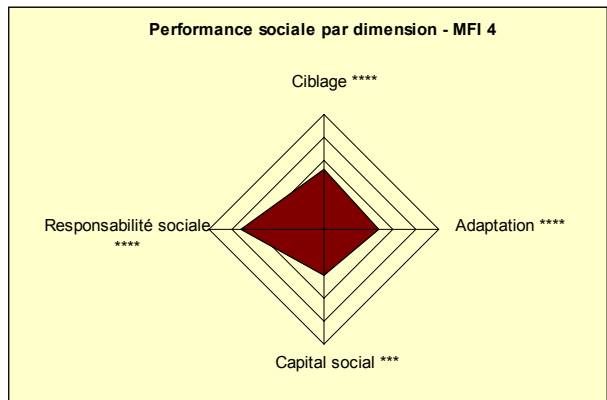 Performance sociale par dimension - MFI 4
Ciblage ****
Responsabilité sociale
****
Adaptation ****
Capital social ***